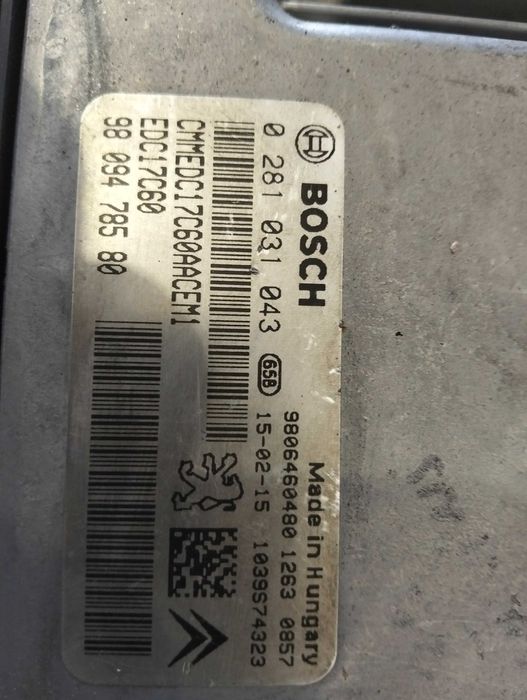 BOSCH
Made in Hungary
0 281 031 043
65B
9806460480 1263 0857
15-02-15 1039S74323
CMMEDC17C60AACEM1
EDC17C60
98 094 785 80